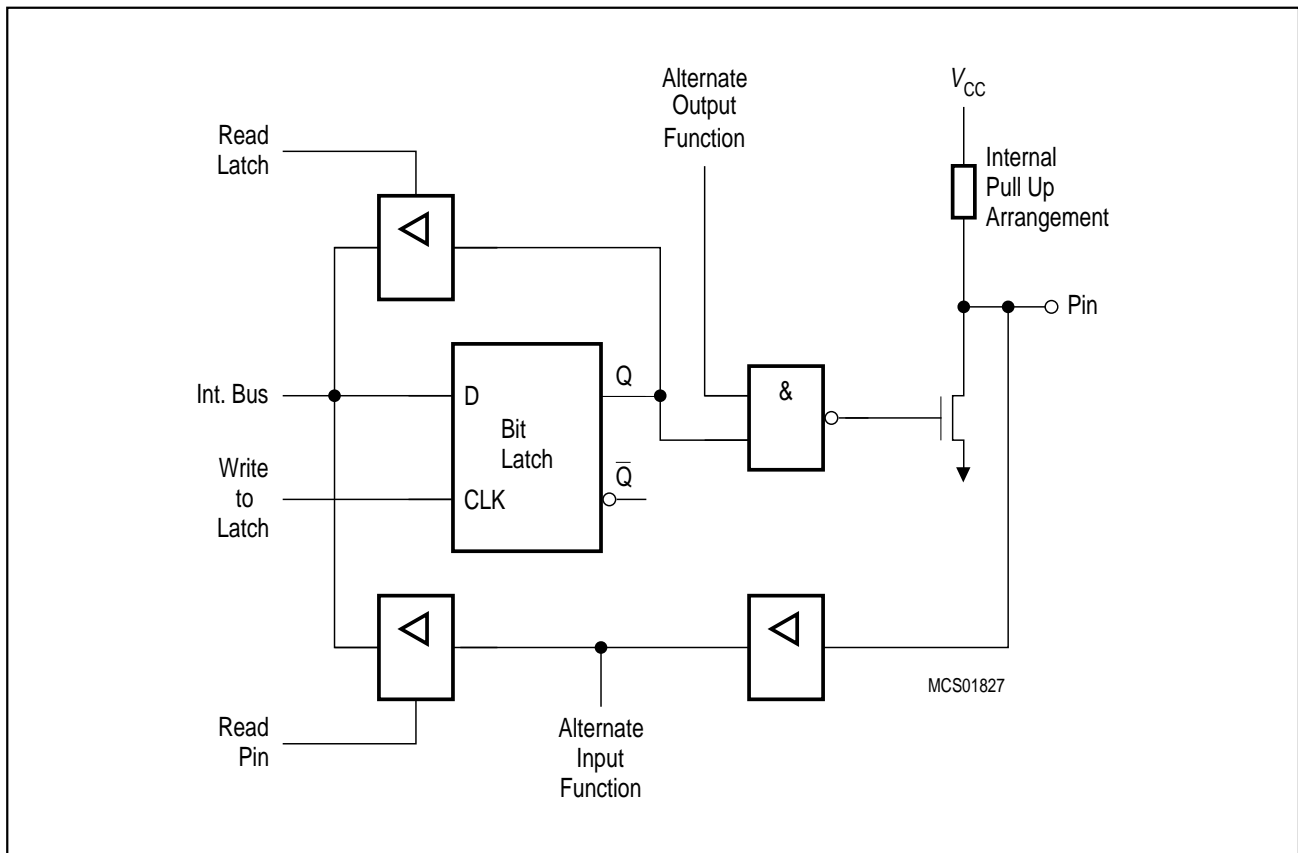 Alternate
Output
Function
VCC
Read
Latch
Internal
Pull Up
Arrangement
Pin
Int. Bus
D
Q
&
Bit
Latch
Write
to
Latch
CLK
Q̅
MCS01827
Read
Pin
Alternate
Input
Function